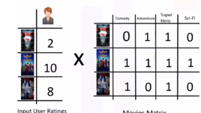 Comedy Adventure Super Hero Sci-Fi
2 X 0 1 1 0
10 1 1 1 1
8 1 0 1 0
Input User Ratings Movies Matrix